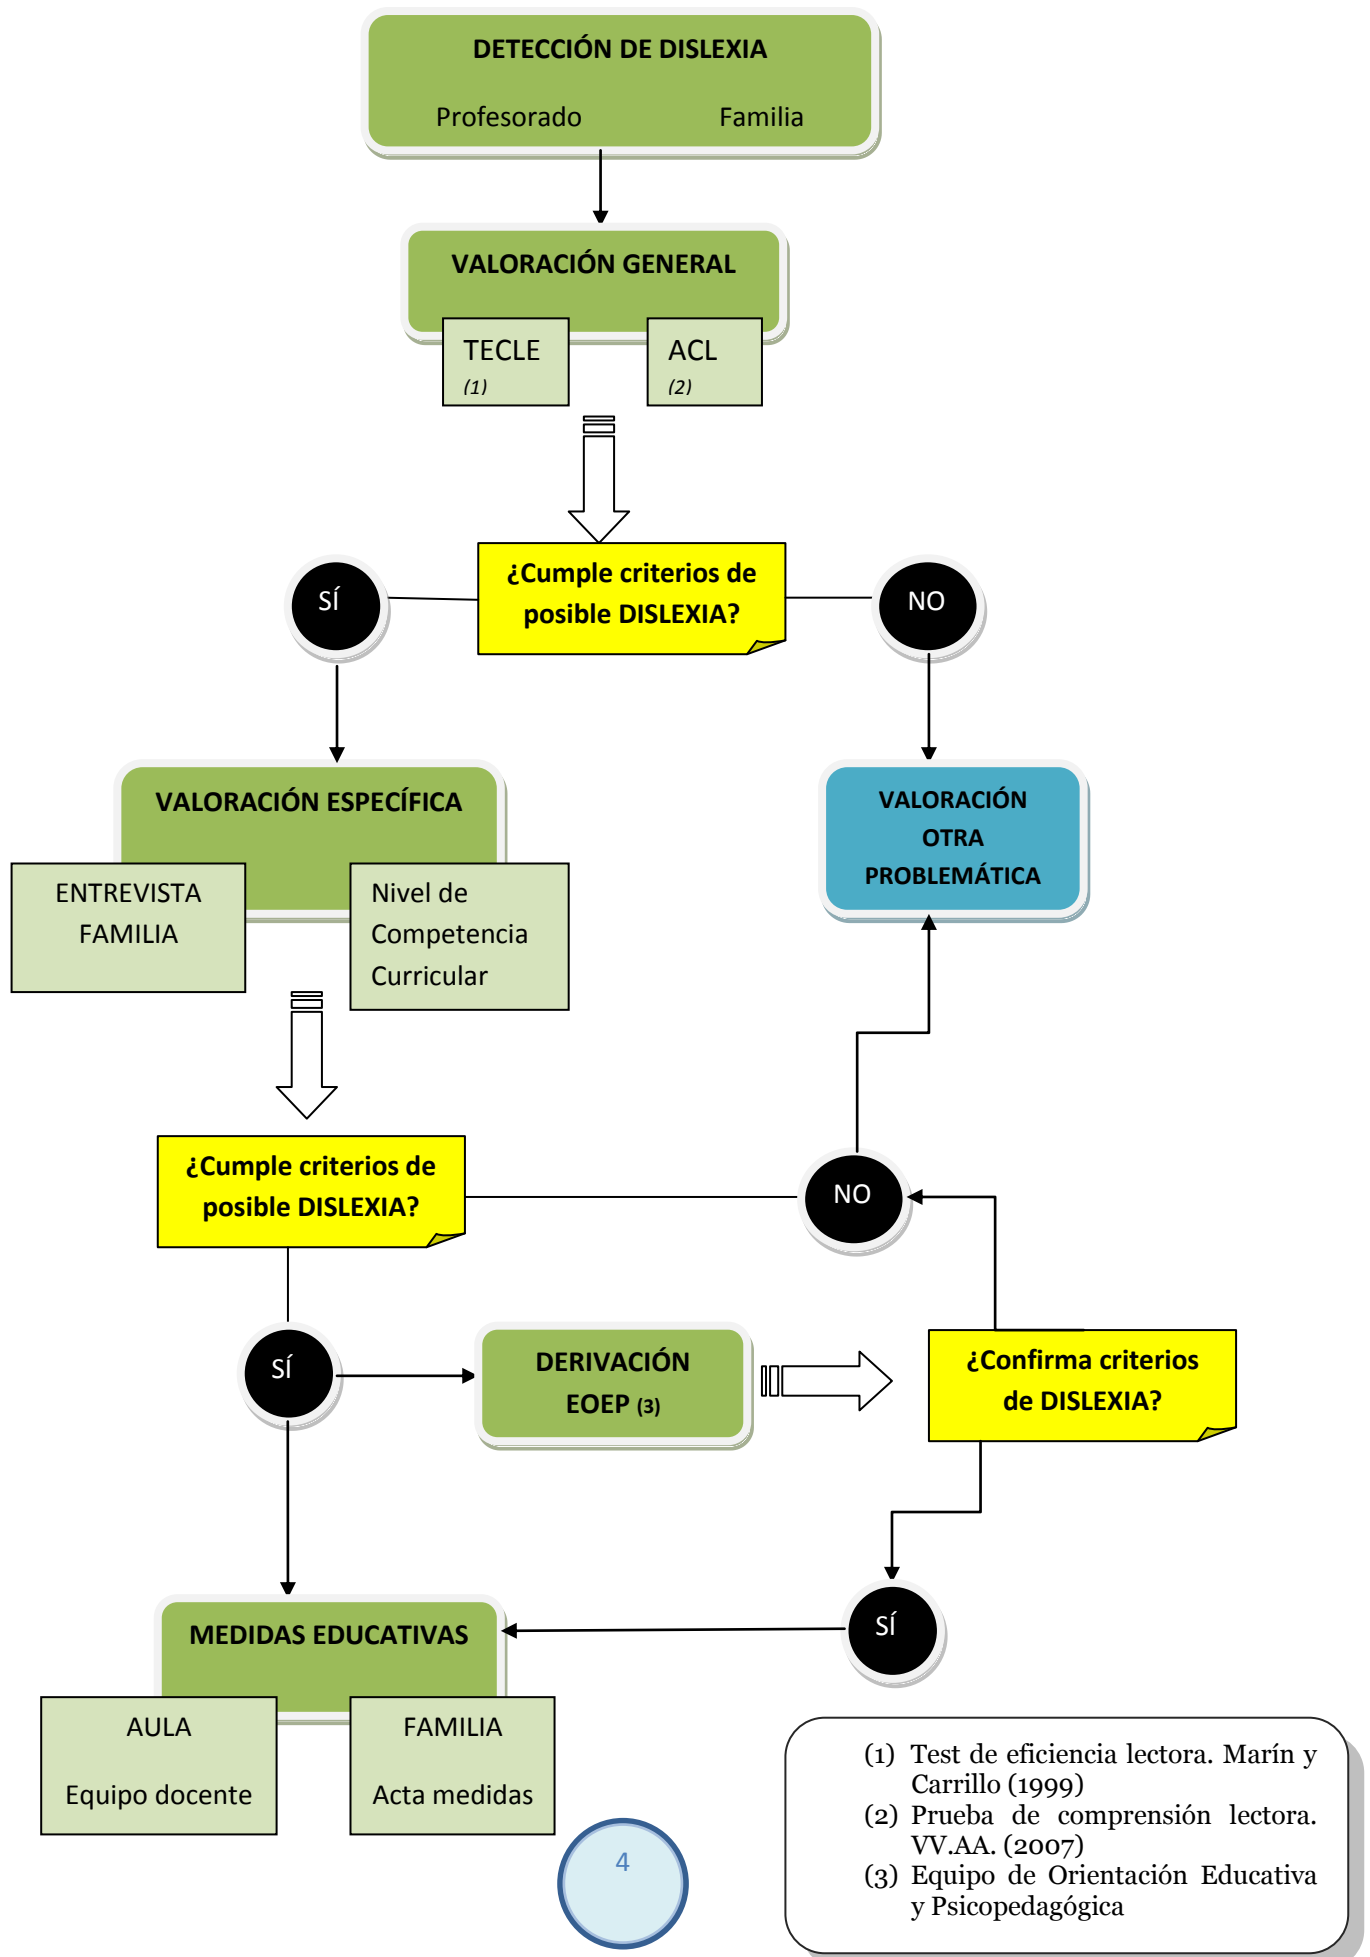 DETECCIÓN DE DISLEXIA
Profesorado Familia
VALORACIÓN GENERAL
TECLE
(1)
ACL
(2)
¿Cumple criterios de
posible DISLEXIA?
SÍ
NO
VALORACIÓN ESPECÍFICA
ENTREVISTA
FAMILIA
Nivel de
Competencia
Curricular
VALORACIÓN
OTRA
PROBLEMÁTICA
¿Cumple criterios de
posible DISLEXIA?
NO
SÍ
DERIVACIÓN
EOEP (3)
¿Confirma criterios
de DISLEXIA?
SÍ
MEDIDAS EDUCATIVAS
AULA
Equipo docente
FAMILIA
Acta medidas
(1) Test de eficiencia lectora. Marín y
Carrillo (1999)
(2) Prueba de comprensión lectora.
VV.AA. (2007)
(3) Equipo de Orientación Educativa
y Psicopedagógica
4